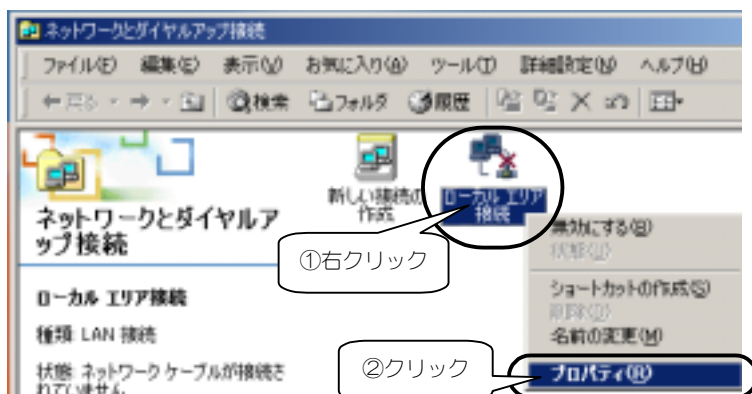 ネットワークとダイヤルアップ接続
ファイル(F) 編集(E) 表示(V) お気に入り(A) ツール(T) 詳細設定(N) ヘルプ(H)
戻る 検索 フォルダ 履歴
新しい接続の
作成
ローカル エリア
接続
ネットワークとダイヤルア
ップ接続
①右クリック
無効にする(B)
状態(U)
ショートカットの作成(S)
削除(D)
名前の変更(M)
プロパティ(R)
②クリック
ローカル エリア接続
種類: LAN 接続
状態: ネットワーク ケーブルが接続さ
れていません